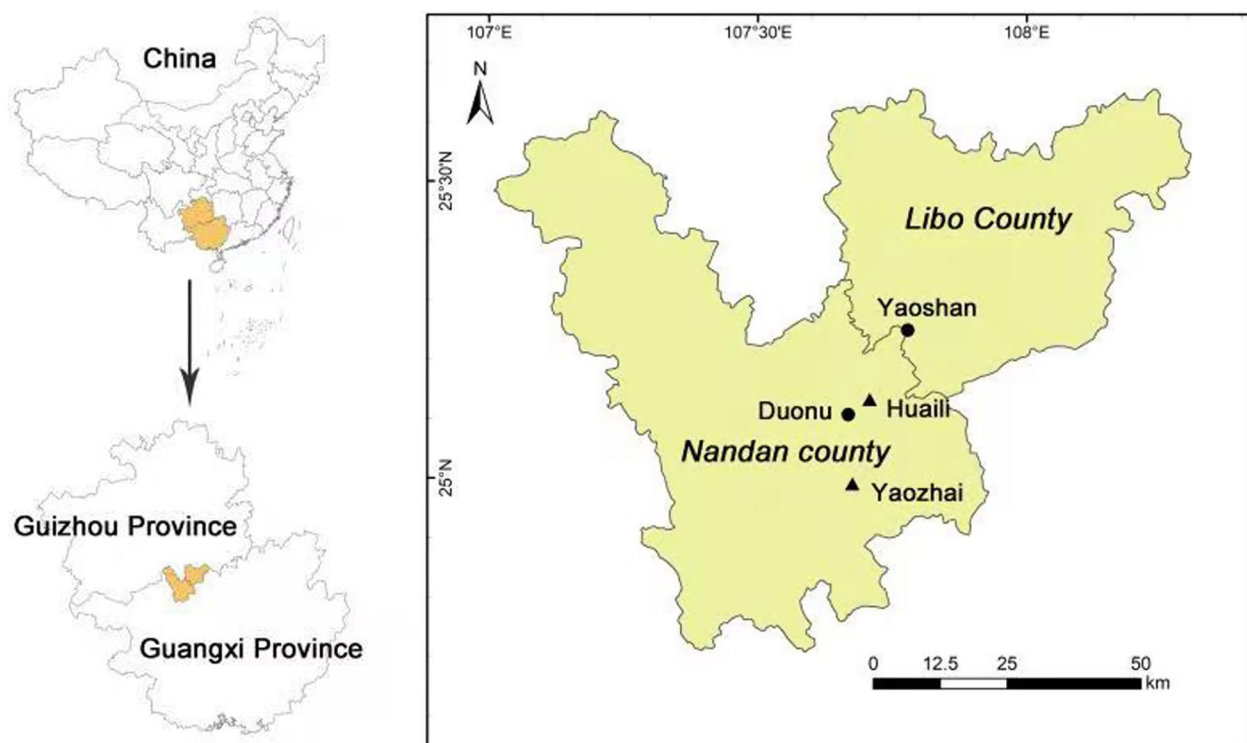 China
Guizhou Province
Guangxi Province
107°E
107°30'E
108°E
N
25°30'N
25°N
Libo County
Yaoshan
Duonu
Huaili
Nandan county
Yaozhai
0 12.5 25 50
km